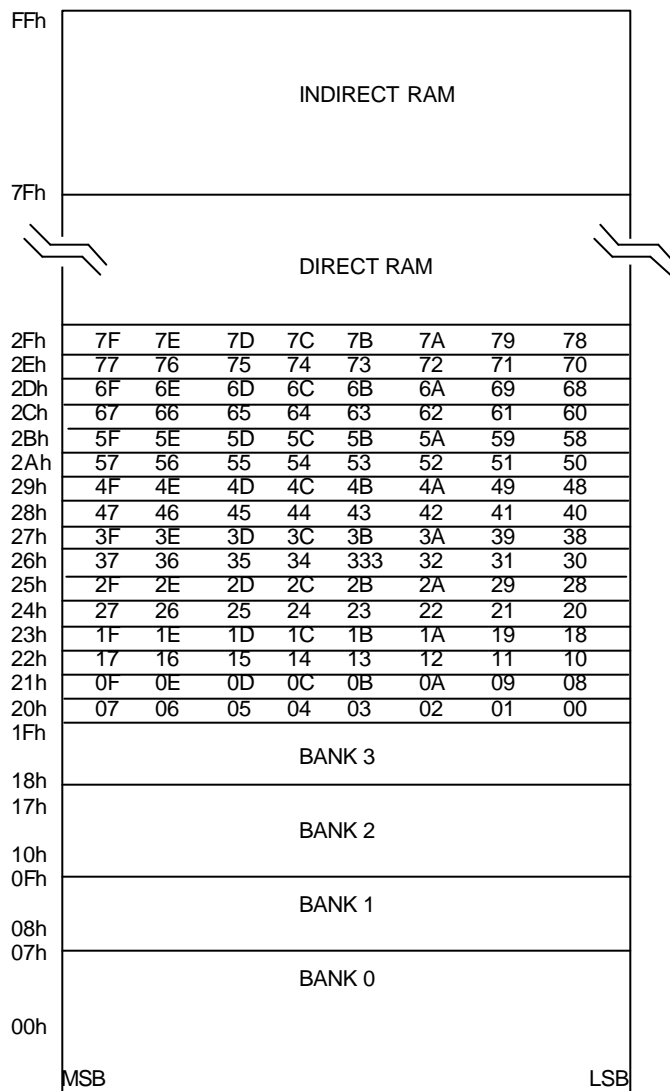 FFh
INDIRECT RAM
7Fh
DIRECT RAM
2Fh 7F 7E 7D 7C 7B 7A 79 78
2Eh 77 76 75 74 73 72 71 70
2Dh 6F 6E 6D 6C 6B 6A 69 68
2Ch 67 66 65 64 63 62 61 60
2Bh 5F 5E 5D 5C 5B 5A 59 58
2Ah 57 56 55 54 53 52 51 50
29h 4F 4E 4D 4C 4B 4A 49 48
28h 47 46 45 44 43 42 41 40
27h 3F 3E 3D 3C 3B 3A 39 38
26h 37 36 35 34 333 32 31 30
25h 2F 2E 2D 2C 2B 2A 29 28
24h 27 26 25 24 23 22 21 20
23h 1F 1E 1D 1C 1B 1A 19 18
22h 17 16 15 14 13 12 11 10
21h 0F 0E 0D 0C 0B 0A 09 08
20h 07 06 05 04 03 02 01 00
1Fh
BANK 3
18h
17h
BANK 2
10h
0Fh
BANK 1
08h
07h
BANK 0
00h
MSB LSB